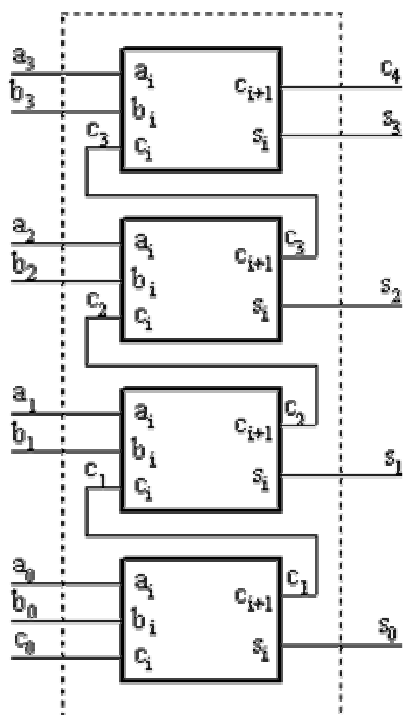 a₃ aᵢ cᵢ₊₁ c₄
b₃ bᵢ sᵢ s₃
c₃ cᵢ
a₂ aᵢ cᵢ₊₁ c₃
b₂ bᵢ sᵢ s₂
c₂ cᵢ
a₁ aᵢ cᵢ₊₁ c₂
b₁ bᵢ sᵢ s₁
c₁ cᵢ
a₀ aᵢ cᵢ₊₁ c₁
b₀ bᵢ sᵢ s₀
c₀ cᵢ